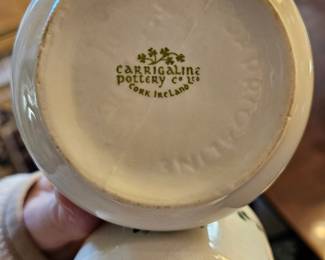 CARRIGALINE
POTTERY CO LTD
CORK IRELAND